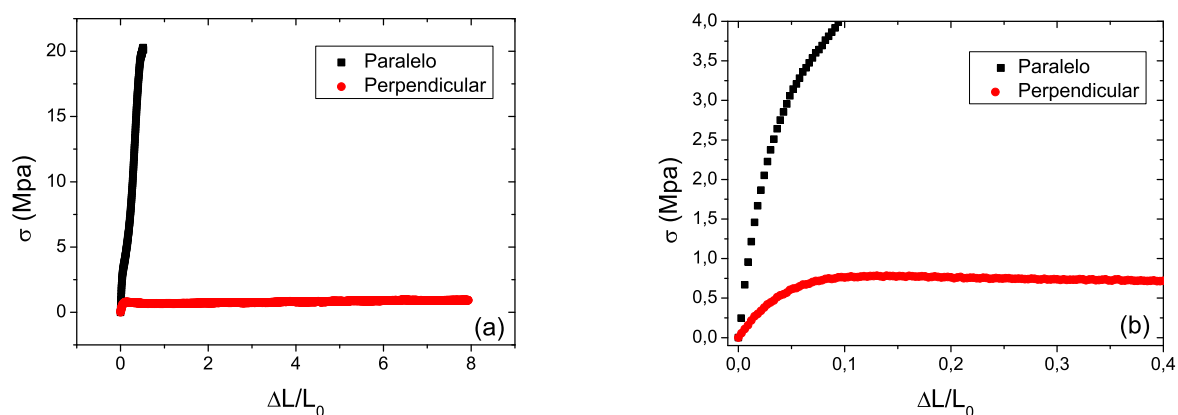 20
15
10
5
0
σ (Mpa)
Paralelo
Perpendicular
(a)
0 2 4 6 8
ΔL/L₀
4,0
3,5
3,0
2,5
2,0
1,5
1,0
0,5
0,0
σ (Mpa)
Paralelo
Perpendicular
(b)
0,0 0,1 0,2 0,3 0,4
ΔL/L₀